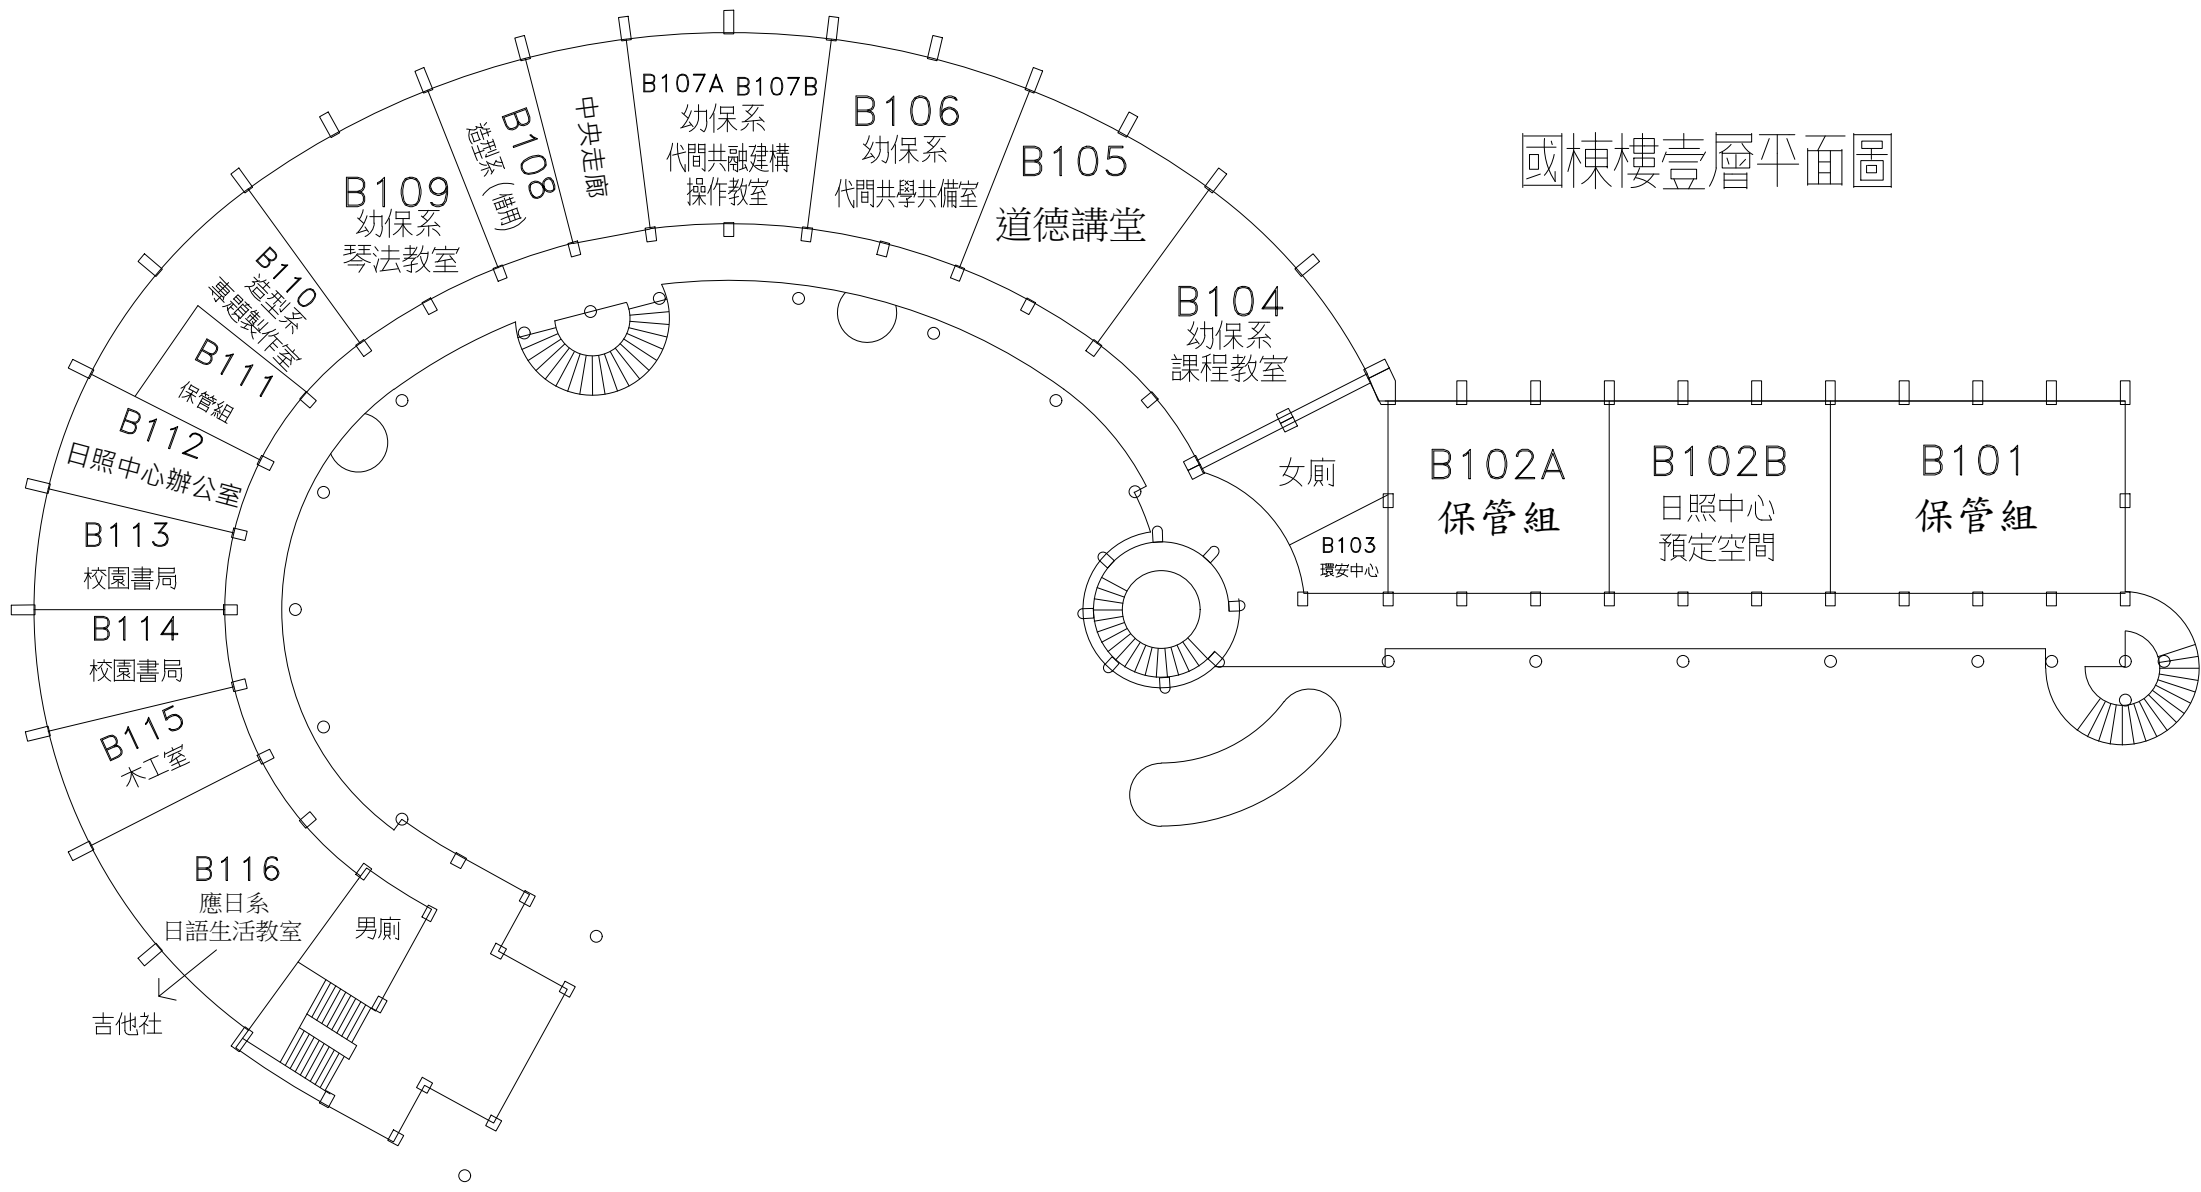 國棟樓壹層平面圖
B101
保管組
B102B
日照中心
預定空間
B102A
保管組
B103
環安中心
女廁
B104
幼保系
課程教室
B105
道德講堂
B106
幼保系
代間共學共備室
B107A B107B
幼保系
代間共融建構
操作教室
中央走廊
B108
造型系(備用)
B109
幼保系
琴法教室
B110
造型系
專題製作室
B111
保管組
B112
日照中心辦公室
B113
校園書局
B114
校園書局
B115
木工室
B116
應日系
日語生活教室
吉他社
男廁